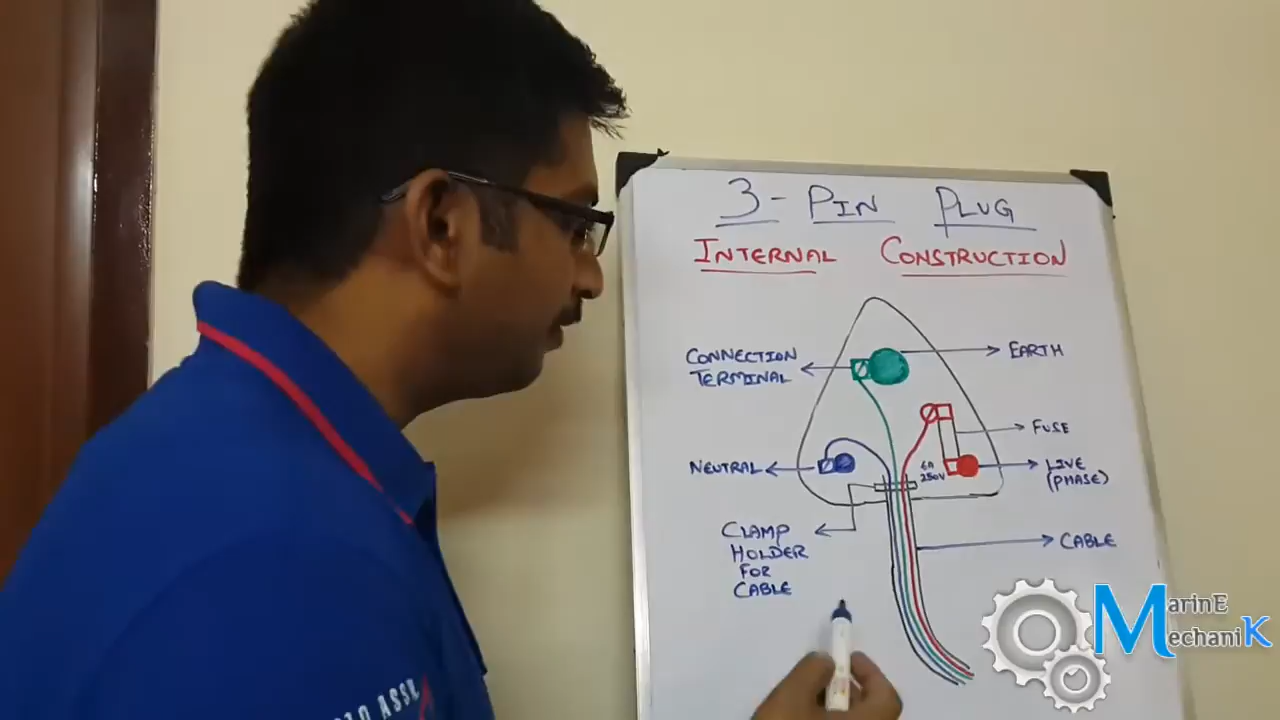 3-PIN PLUG
INTERNAL CONSTRUCTION
CONNECTION
TERMINAL
EARTH
FUSE
NEUTRAL
6A
250V
LIVE
(PHASE)
CLAMP
HOLDER
FOR
CABLE
CABLE
MarinE
MechaniK
ASSR